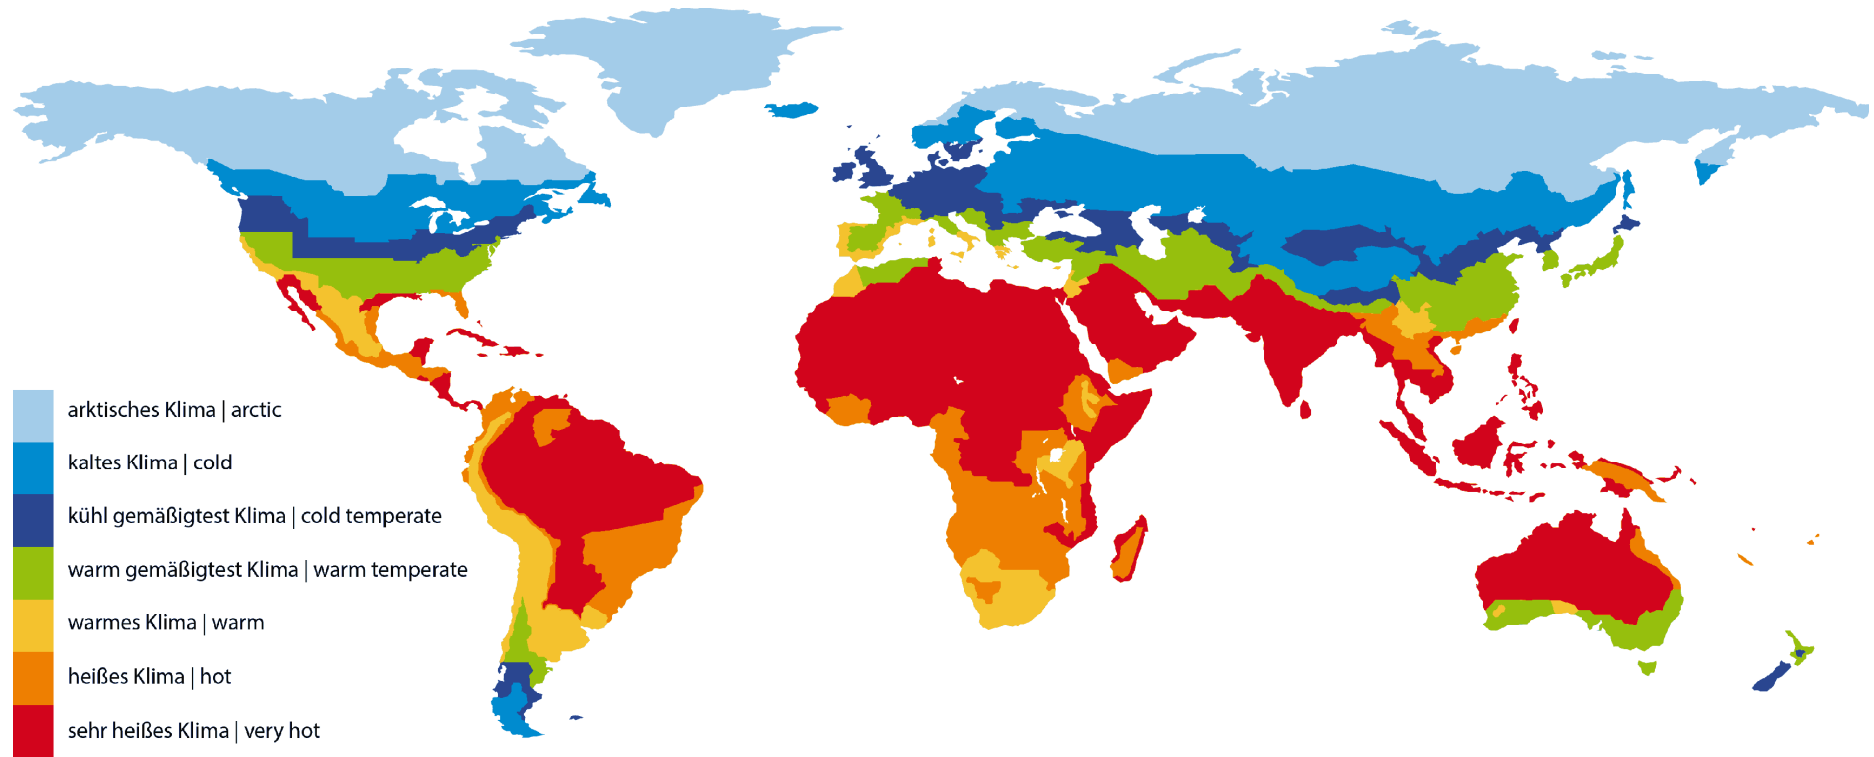 arktisches Klima | arctic
kaltes Klima | cold
kühl gemäßigtest Klima | cold temperate
warm gemäßigtest Klima | warm temperate
warmes Klima | warm
heißes Klima | hot
sehr heißes Klima | very hot